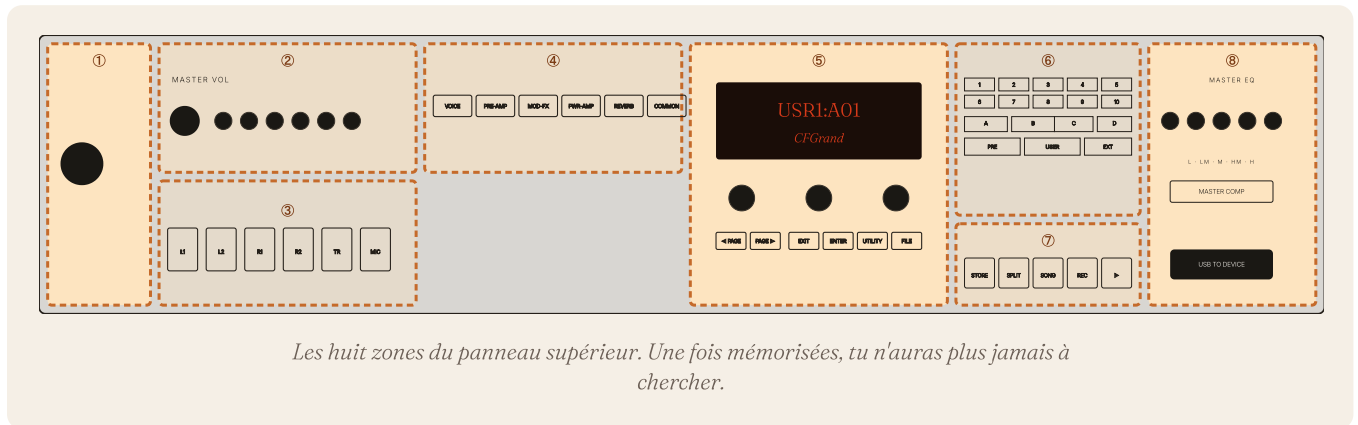 ①
②
MASTER VOL
③
L1 L2 R1 R2 TR MIC
④
VOICE PRE-AMP MOD-FX PWR-AMP REVERB COMMON
⑤
USR1:A01
CFGrand
◀ PAGE PAGE ▶ EXIT ENTER UTILITY FILE
⑥
1 2 3 4 5
6 7 8 9 10
A B C D
PRE USER EXT
⑦
STORE SPLIT SONG REC ▶
⑧
MASTER EQ
L · LM · M · HM · H
MASTER COMP
USB TO DEVICE
Les huit zones du panneau supérieur. Une fois mémorisées, tu n'auras plus jamais à
chercher.